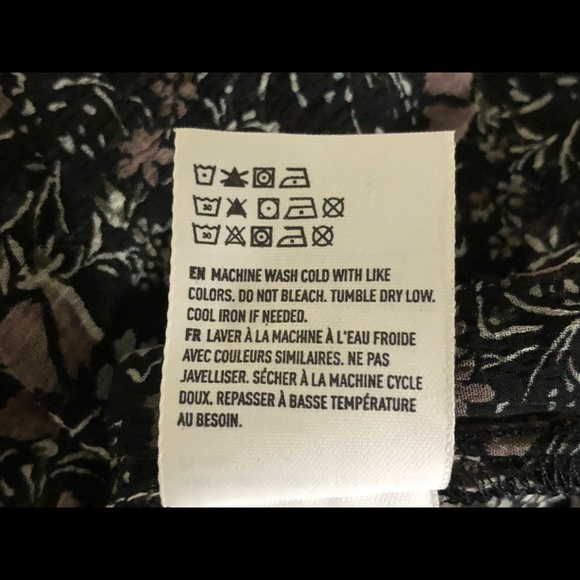 30
30
EN MACHINE WASH COLD WITH LIKE
COLORS. DO NOT BLEACH. TUMBLE DRY LOW.
COOL IRON IF NEEDED.
FR LAVER À LA MACHINE À L'EAU FROIDE
AVEC COULEURS SIMILAIRES. NE PAS
JAVELLISER. SÉCHER À LA MACHINE CYCLE
DOUX. REPASSER À BASSE TEMPÉRATURE
AU BESOIN.